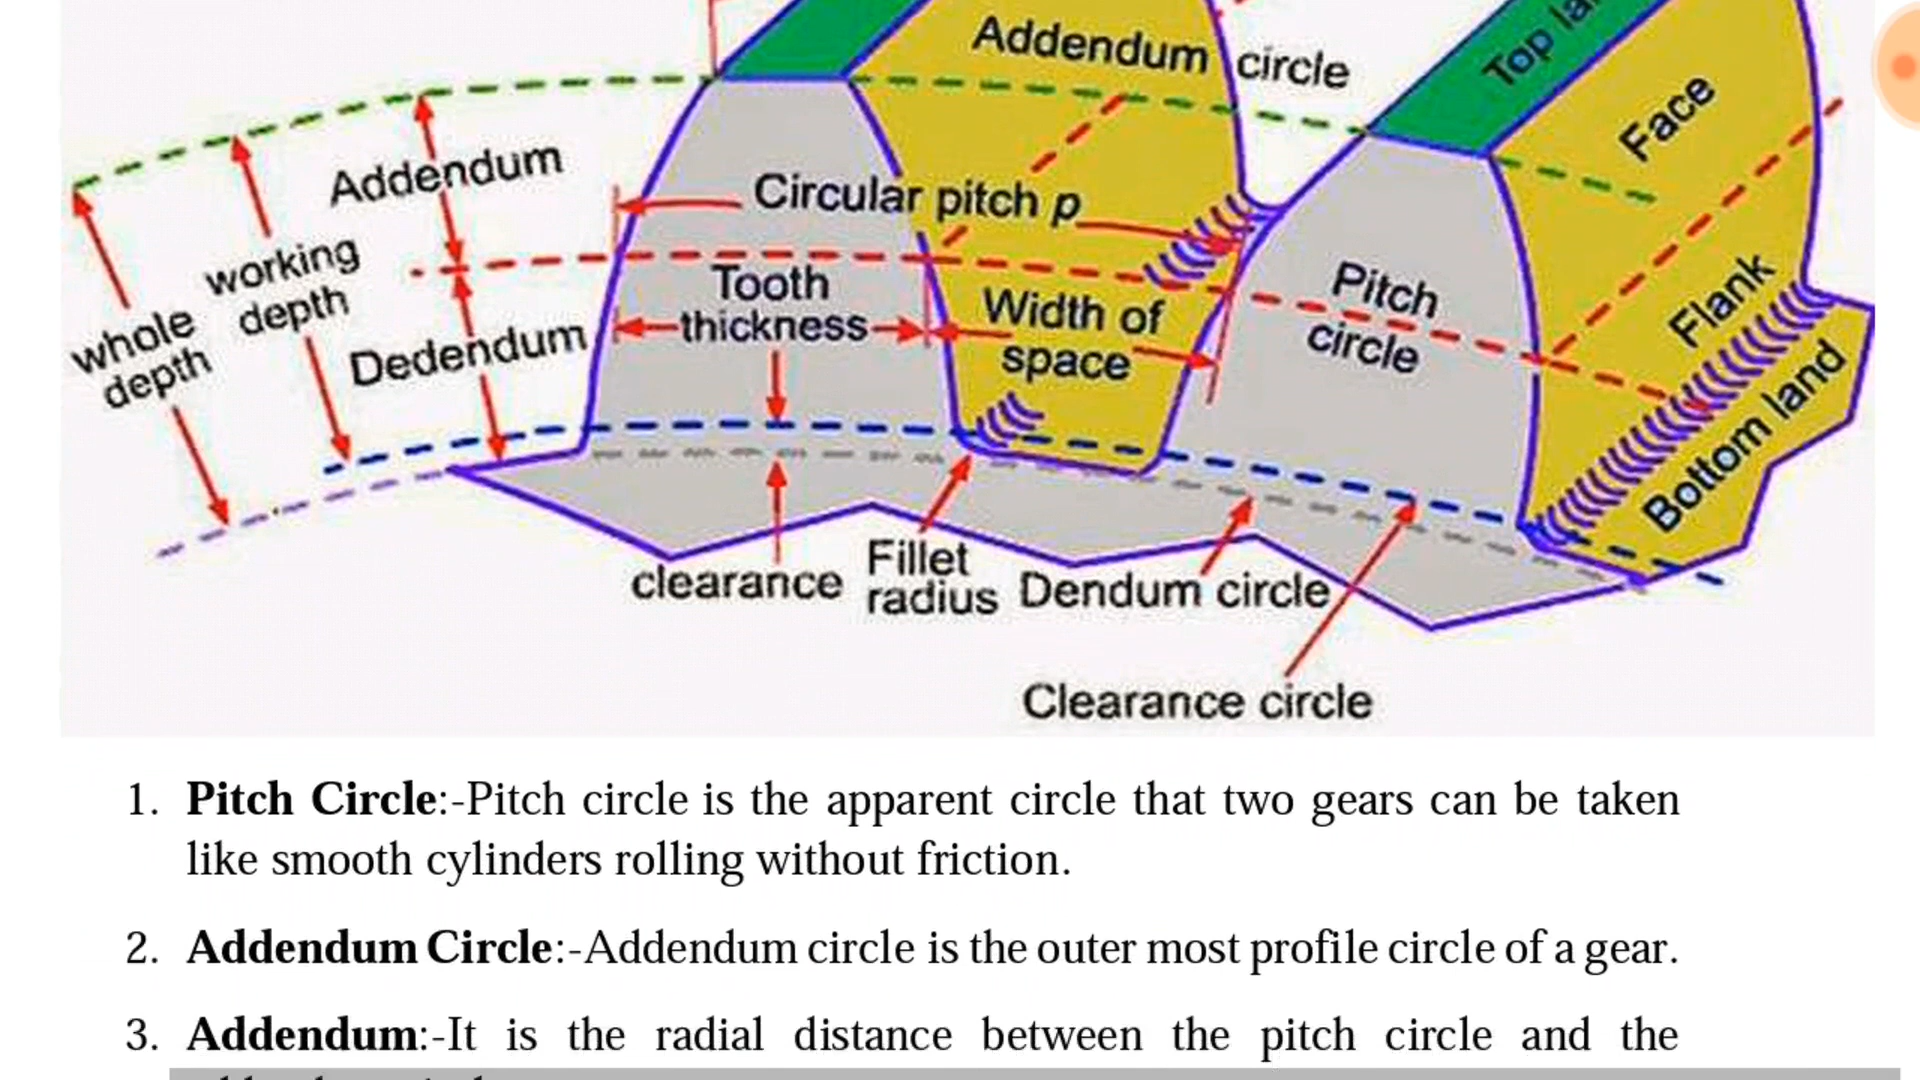 Addendum circle
Top
Face
Addendum
Circular pitch p
working
depth
whole
depth
Tooth
thickness
Width of
space
Pitch
circle
Flank
Dedendum
Bottom land
clearance
Fillet
radius
Dendum circle
Clearance circle
1. Pitch Circle:-Pitch circle is the apparent circle that two gears can be taken
like smooth cylinders rolling without friction.
2. Addendum Circle:-Addendum circle is the outer most profile circle of a gear.
3. Addendum:-It is the radial distance between the pitch circle and the